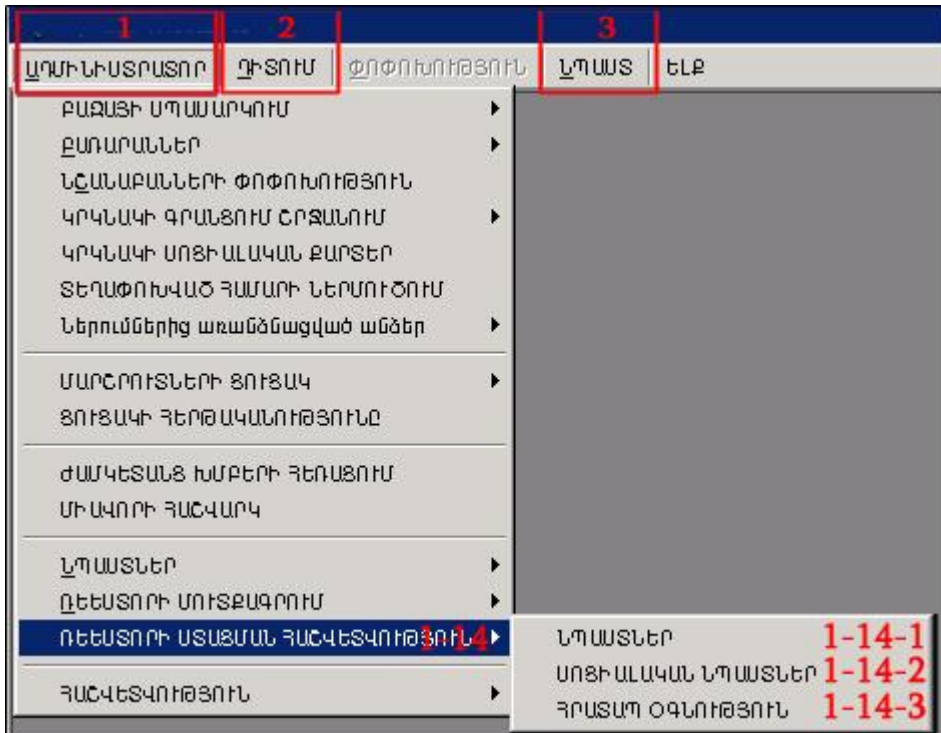 1 2 3
ԱԴՄԻՆԻՍՏՐԱՏՈՐ ԴԻՏՈՒՄ ՓՈՓՈԽՈՒԹՅՈՒՆ ՆՊԱՍՏ ԵԼՔ
ԲԱԶԱՅԻ ՍՊԱՍԱՐԿՈՒՄ
ԲԱՌԱՐԱՆՆԵՐ
ՆՇԱՆԱԲԱՆՆԵՐԻ ՓՈՓՈԽՈՒԹՅՈՒՆ
ԿՐԿՆԱԿԻ ԳՐԱՆՑՈՒՄ ՇՐՋԱՆՈՒՄ
ԿՐԿՆԱԿԻ ՍՈՑԻԱԼԱԿԱՆ ՔԱՐՏԵՐ
ՏԵՂԱՓՈԽՎԱԾ ՀԱՄԱՐԻ ՆԵՐՄՈՒԾՈՒՄ
Ներումներից առանձնացված անձեր
ՄԱՐՇՐՈՒՏՆԵՐԻ ՑՈՒՑԱԿ
ՑՈՒՑԱԿԻ ՀԵՐԹԱԿԱՆՈՒԹՅՈՒՆԸ
ԺԱՄԿԵՏԱՆՑ ԽՄԲԵՐԻ ՀԵՌԱՑՈՒՄ
ՄԻԱՎՈՐԻ ՀԱՇՎԱՐԿ
ՆՊԱՍՏՆԵՐ
ՌԵԵՍՏՐԻ ՄՈՒՏՔԱԳՐՈՒՄ
ՌԵԵՍՏՐԻ ՍՏԱՑՄԱՆ ՀԱՇՎԵՏՎՈՒԹՅՈՒՆ 1-14
ՆՊԱՍՏՆԵՐ 1-14-1
ՍՈՑԻԱԼԱԿԱՆ ՆՊԱՍՏՆԵՐ 1-14-2
ՀՐԱՏԱՊ ՕԳՆՈՒԹՅՈՒՆ 1-14-3
ՀԱՇՎԵՏՎՈՒԹՅՈՒՆ